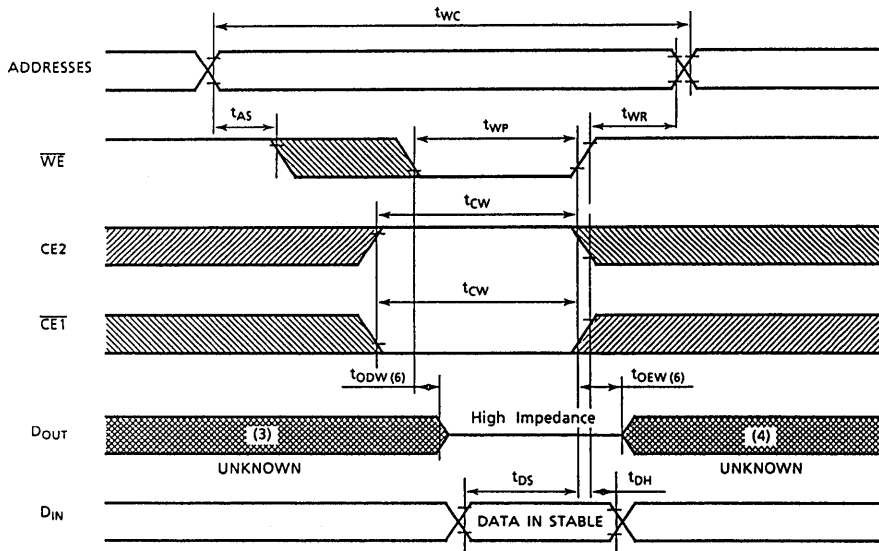 tWC
ADDRESSES
tAS
tWP
tWR
WE
tCW
CE2
tCW
CE1
tODW (6)
tOEW (6)
DOUT
(3)
High Impedance
(4)
UNKNOWN
UNKNOWN
tDS
tDH
DIN
DATA IN STABLE